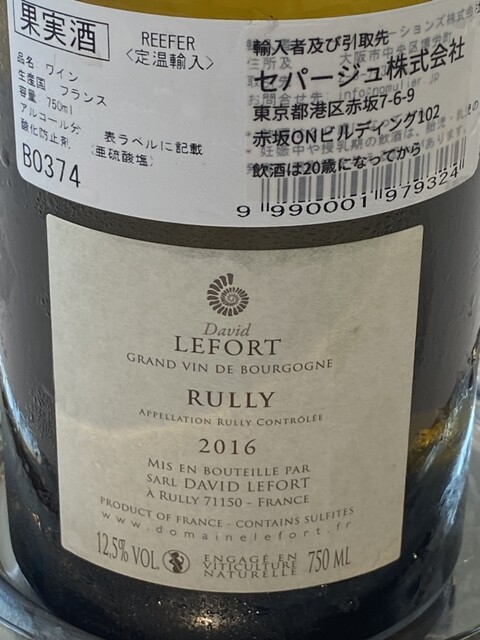 果実酒
REEFER
〈定温輸入〉
品名: ワイン
生産国 フランス
容量 750ml
アルコール分 表ラベルに記載
酸化防止剤 (亜硫酸塩)
B0374
輸入者及び引取先
セパージュ株式会社
東京都港区赤坂7-6-9
赤坂ONビルディング102
飲酒は20歳になってから
9 990001 979324
David
LEFORT
GRAND VIN DE BOURGOGNE
RULLY
APPELLATION RULLY CONTRÔLÉE
2016
MIS EN BOUTEILLE PAR
SARL DAVID LEFORT
À RULLY 71150 - FRANCE
PRODUCT OF FRANCE - CONTAINS SULFITES
www.domainelefort.fr
12,5% VOL.
ENGAGÉ EN
VITICULTURE
NATURELLE
750 ML